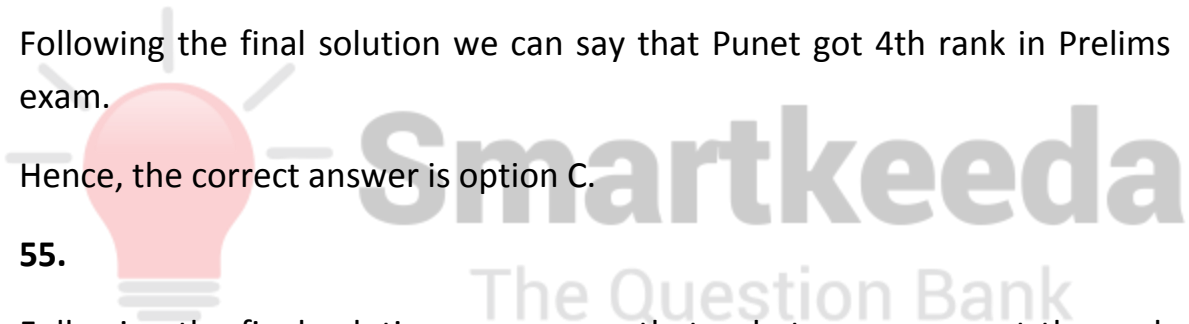 Following the final solution we can say that Punet got 4th rank in Prelims
exam.
Smartkeeda
Hence, the correct answer is option C.
55.
The Question Bank